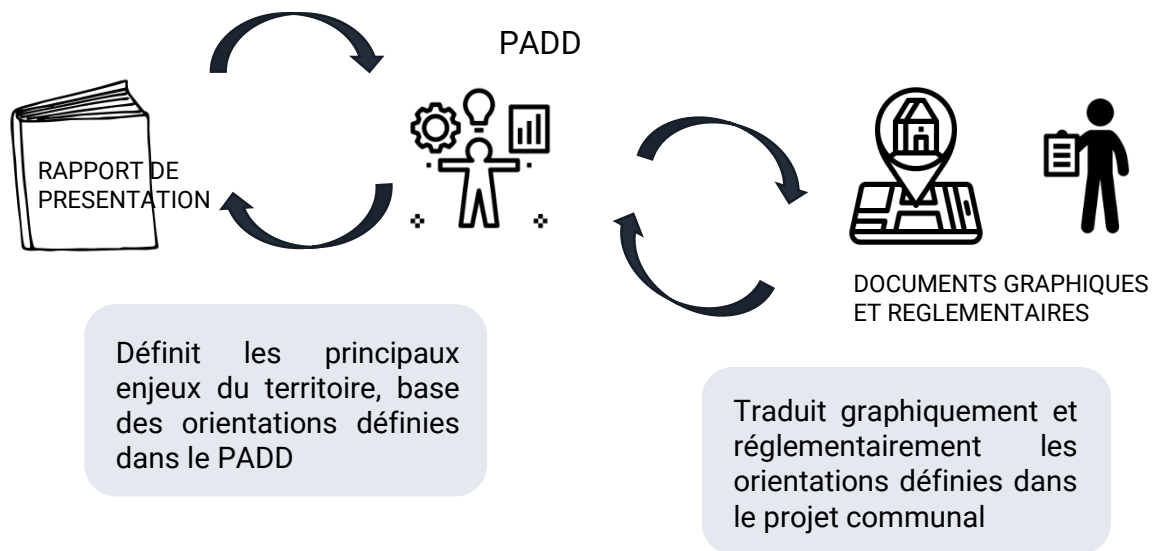 PADD
RAPPORT DE
PRESENTATION
DOCUMENTS GRAPHIQUES
ET REGLEMENTAIRES
Définit les principaux
enjeux du territoire, base
des orientations définies
dans le PADD
Traduit graphiquement et
réglementairement les
orientations définies dans
le projet communal